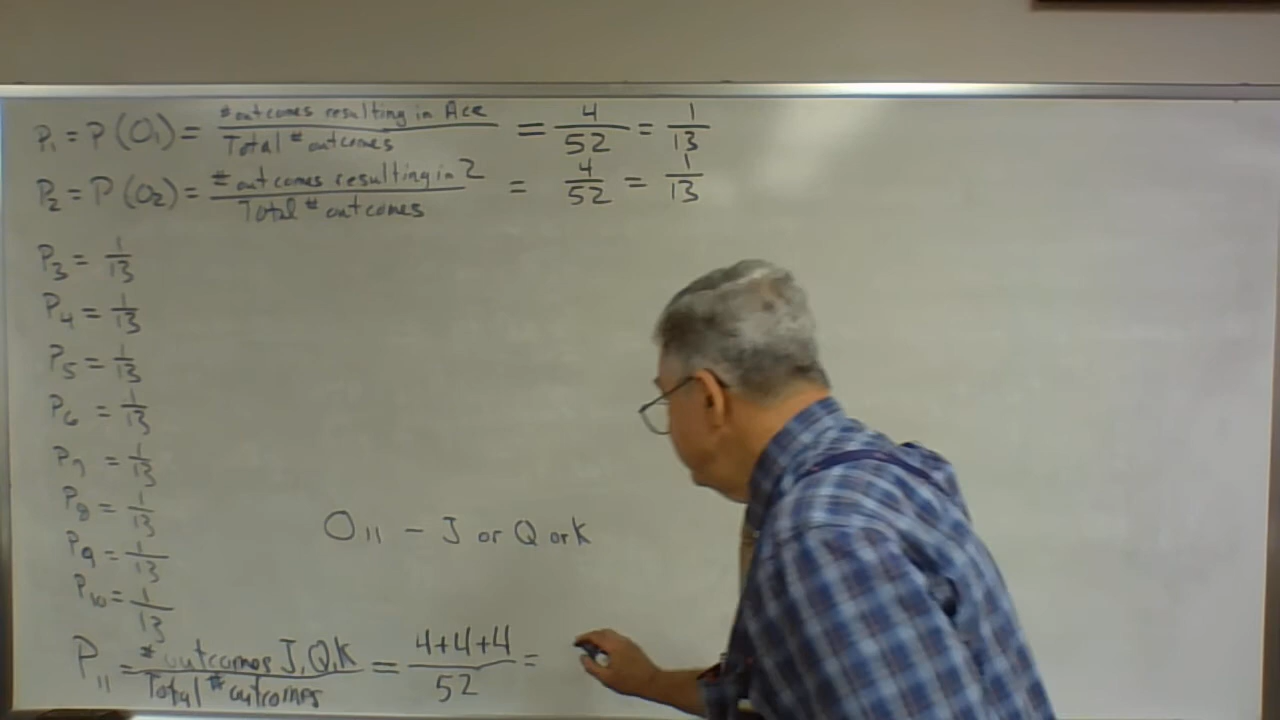 P₁ = P(O₁) = # outcomes resulting in Ace / Total # outcomes = 4/52 = 1/13
P₂ = P(O₂) = # outcomes resulting in 2 / Total # outcomes = 4/52 = 1/13
P₃ = 1/13
P₄ = 1/13
P₅ = 1/13
P₆ = 1/13
P₇ = 1/13
P₈ = 1/13
P₉ = 1/13
P₁₀ = 1/13
O₁₁ - J or Q or K
P₁₁ = # outcomes J, Q, K / Total # outcomes = 4+4+4/52 =